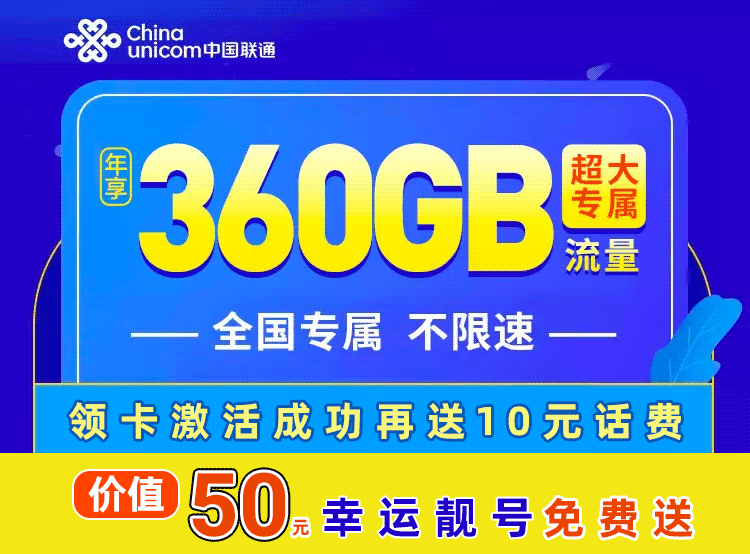 China
unicom中国联通
年享
360GB
超大
专属
流量
全国专属 不限速
领卡激活成功再送10元话费
价值50元幸运靓号免费送